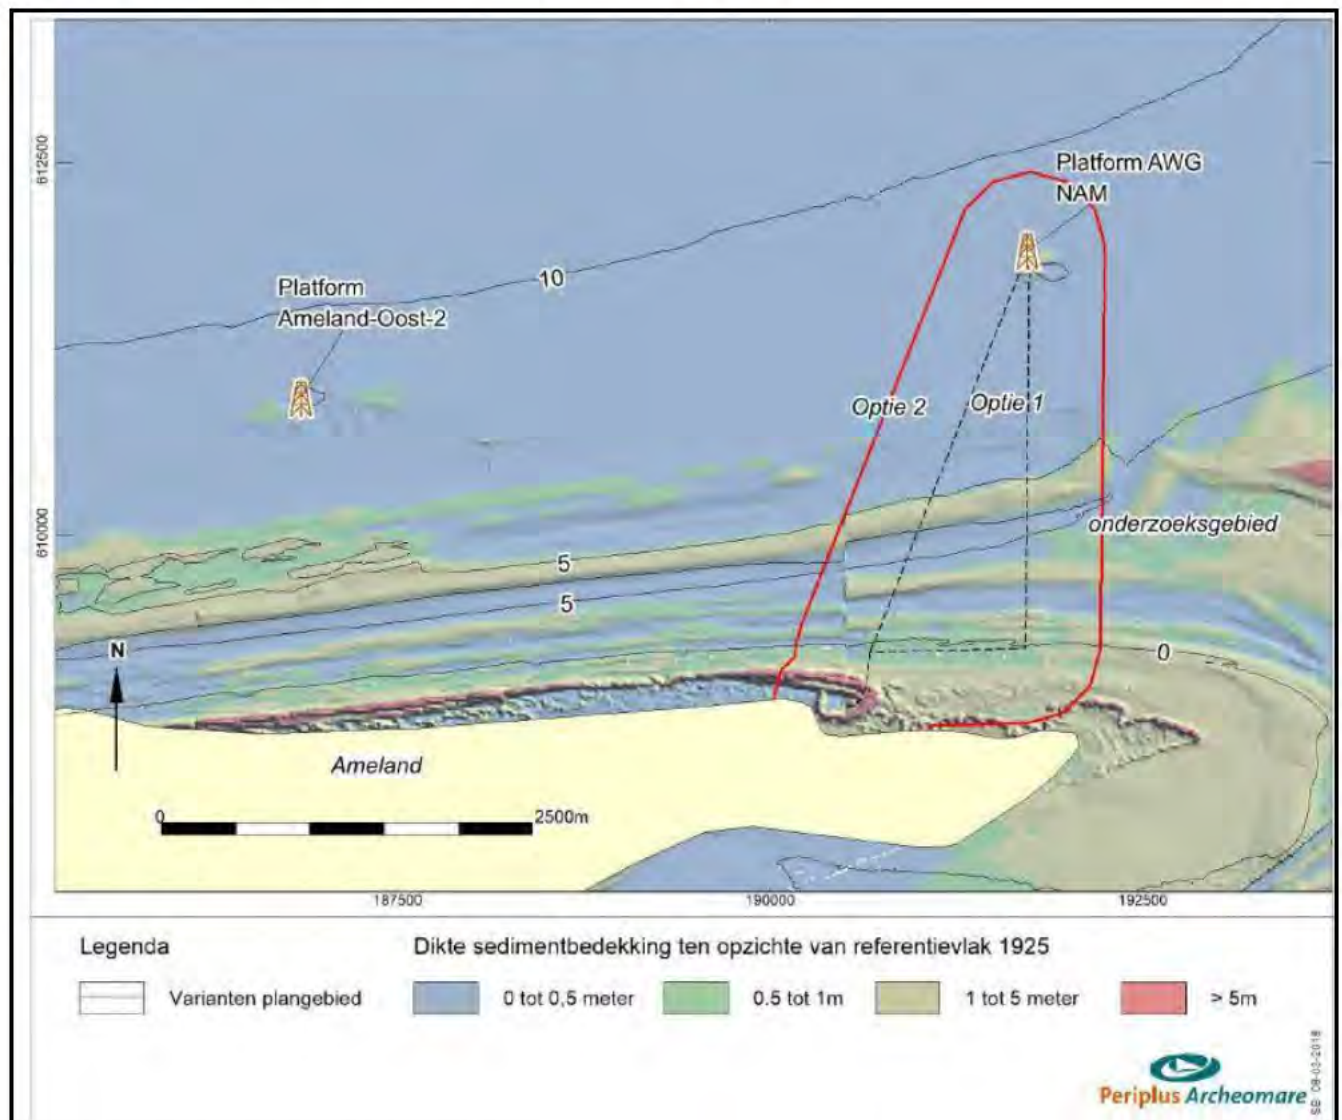 612500
Platform AWG
NAM
Platform
Ameland-Oost-2
10
Optie 2
Optie 1
610000
onderzoeksgebied
5
5
N
0
Ameland
0
2500m
187500
190000
192500
Legenda
Dikte sedimentbedekking ten opzichte van referentievlak 1925
Varianten plangebied
0 tot 0,5 meter
0.5 tot 1m
1 tot 5 meter
> 5m
Periplus Archeomare